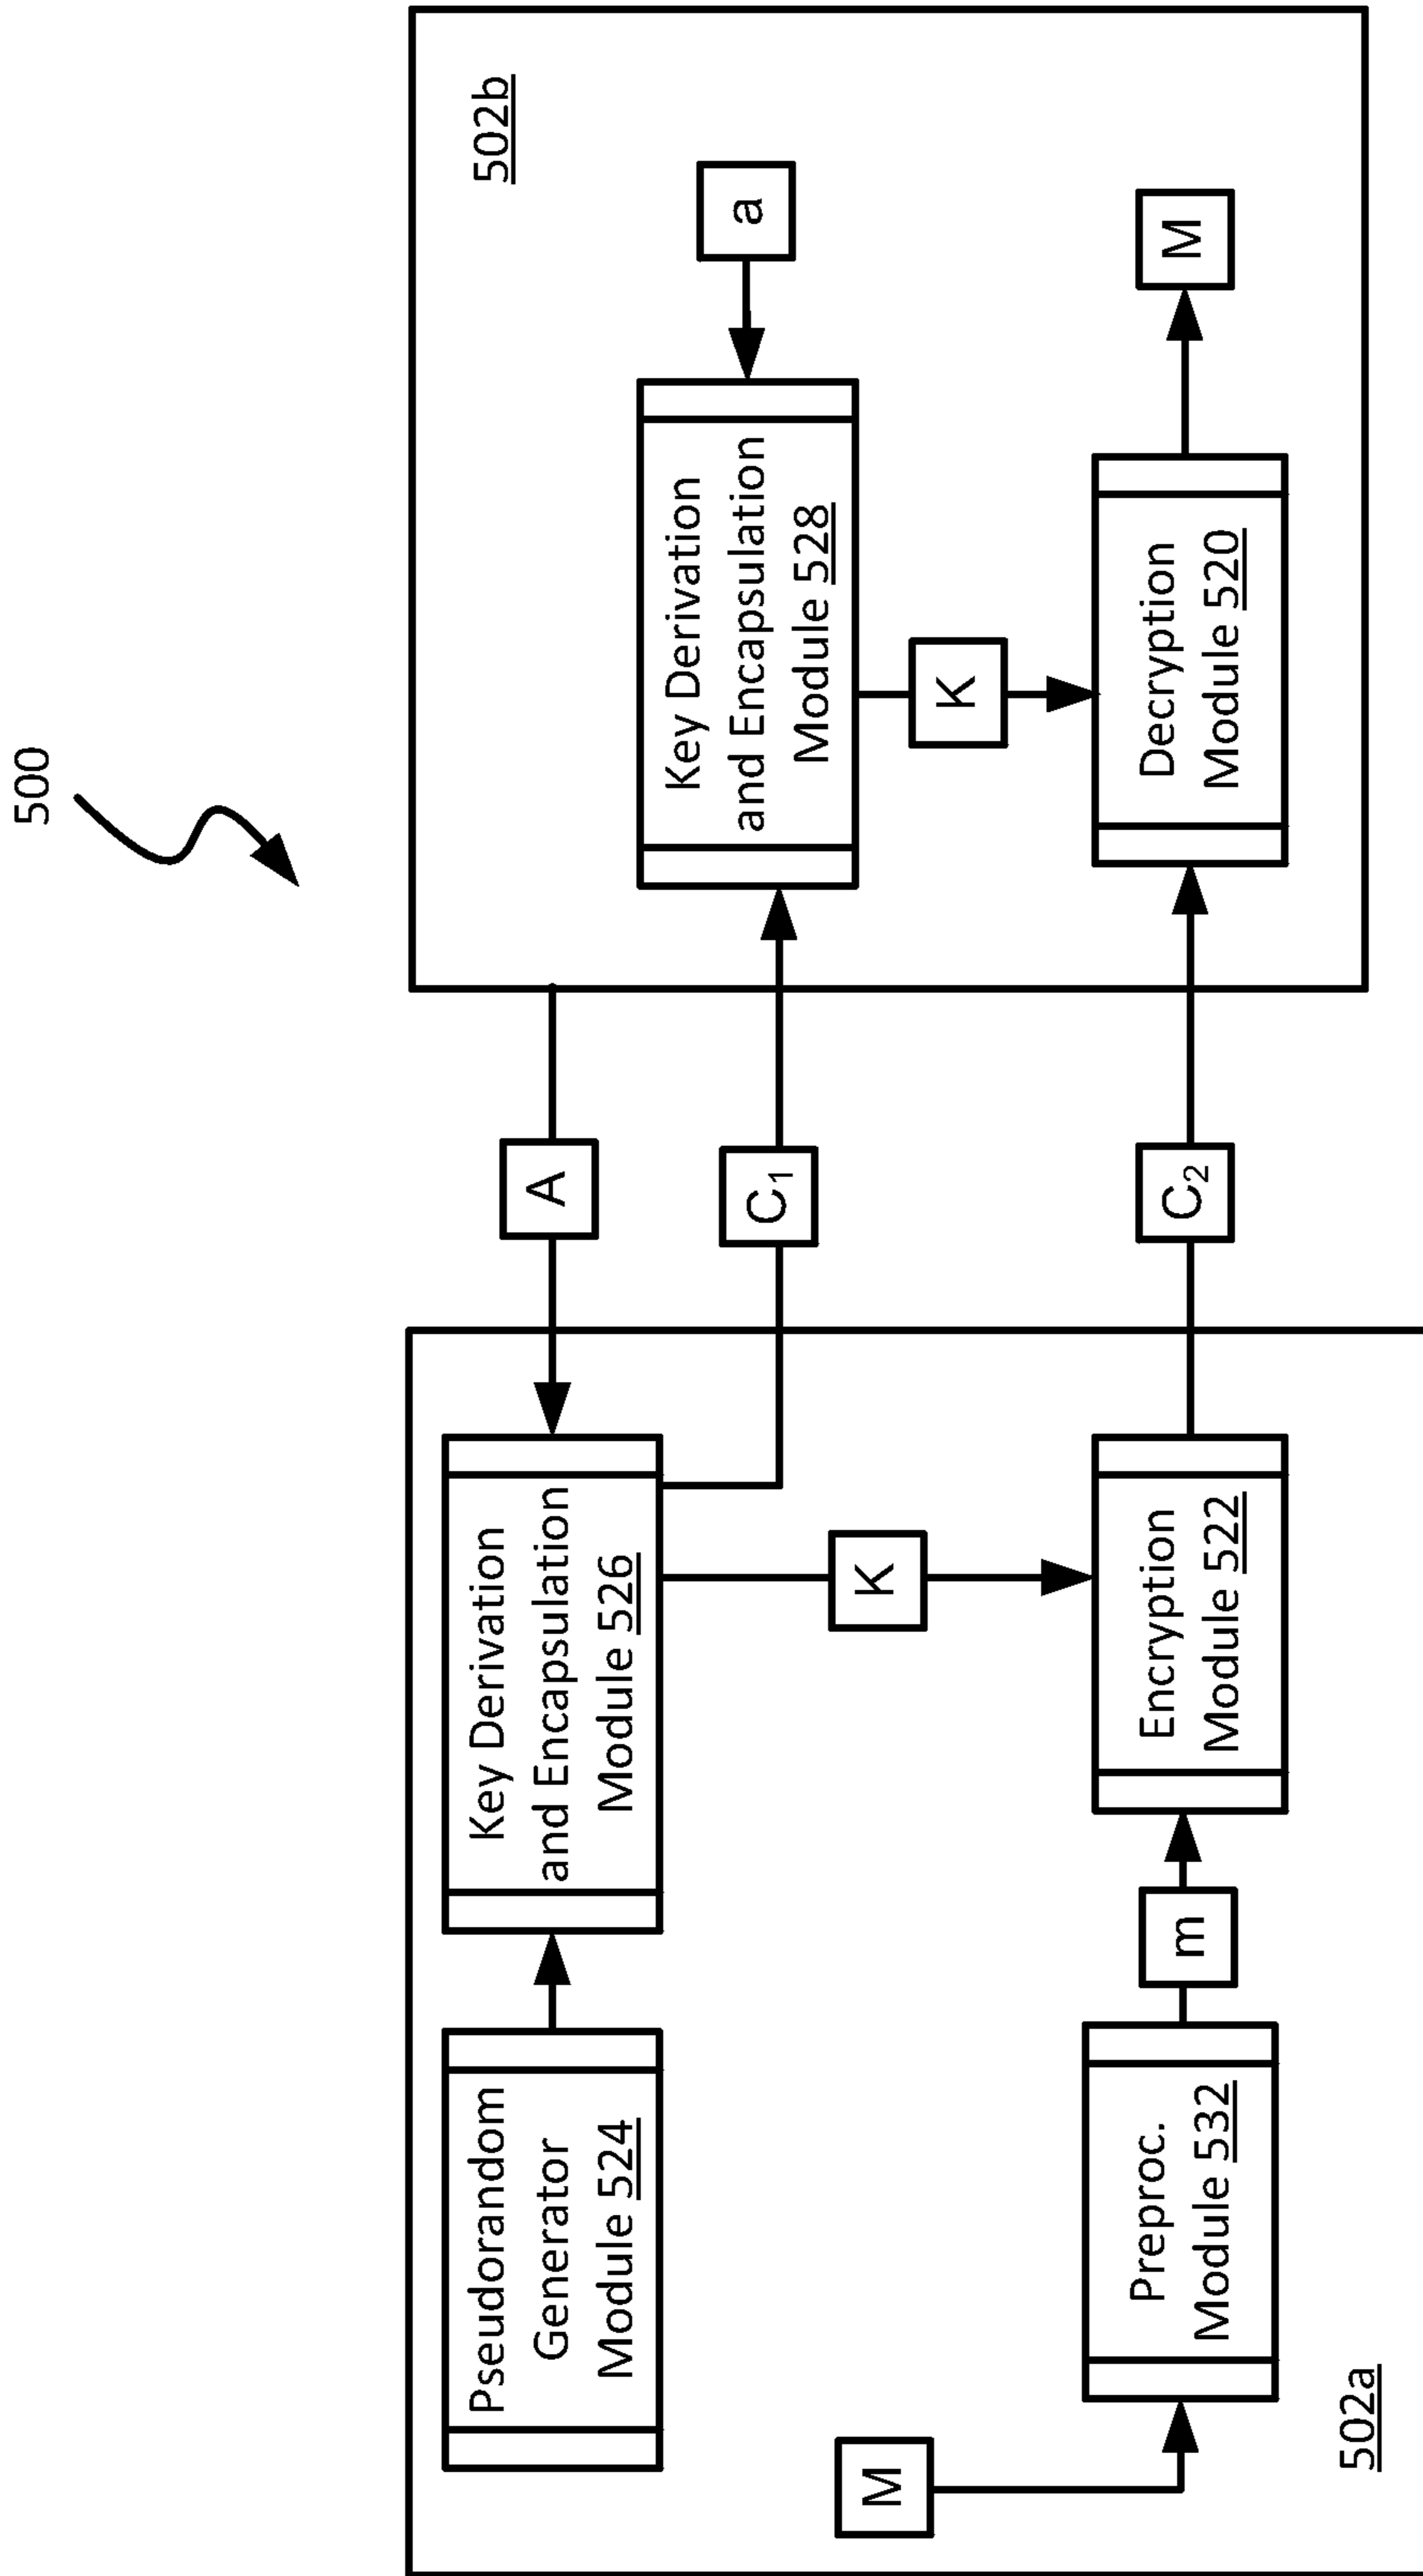 500
502a
Pseudorandom
Generator
Module 524
Key Derivation
and Encapsulation
Module 526
A
C₁
K
M
Preproc.
Module 532
m
Encryption
Module 522
C₂
502b
Key Derivation
and Encapsulation
Module 528
a
K
Decryption
Module 520
M